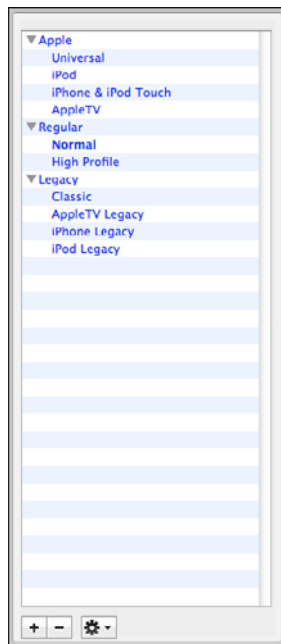 Apple
Universal
iPod
iPhone & iPod Touch
AppleTV
Regular
Normal
High Profile
Legacy
Classic
AppleTV Legacy
iPhone Legacy
iPod Legacy